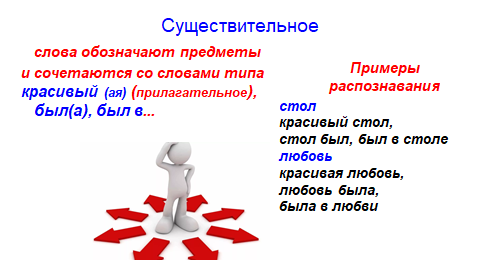 Существительное
слова обозначают предметы
и сочетаются со словами типа
красивый (ая) (прилагательное),
был(а), был в...
Примеры
распознавания
стол
красивый стол,
стол был, был в столе
любовь
красивая любовь,
любовь была,
была в любви